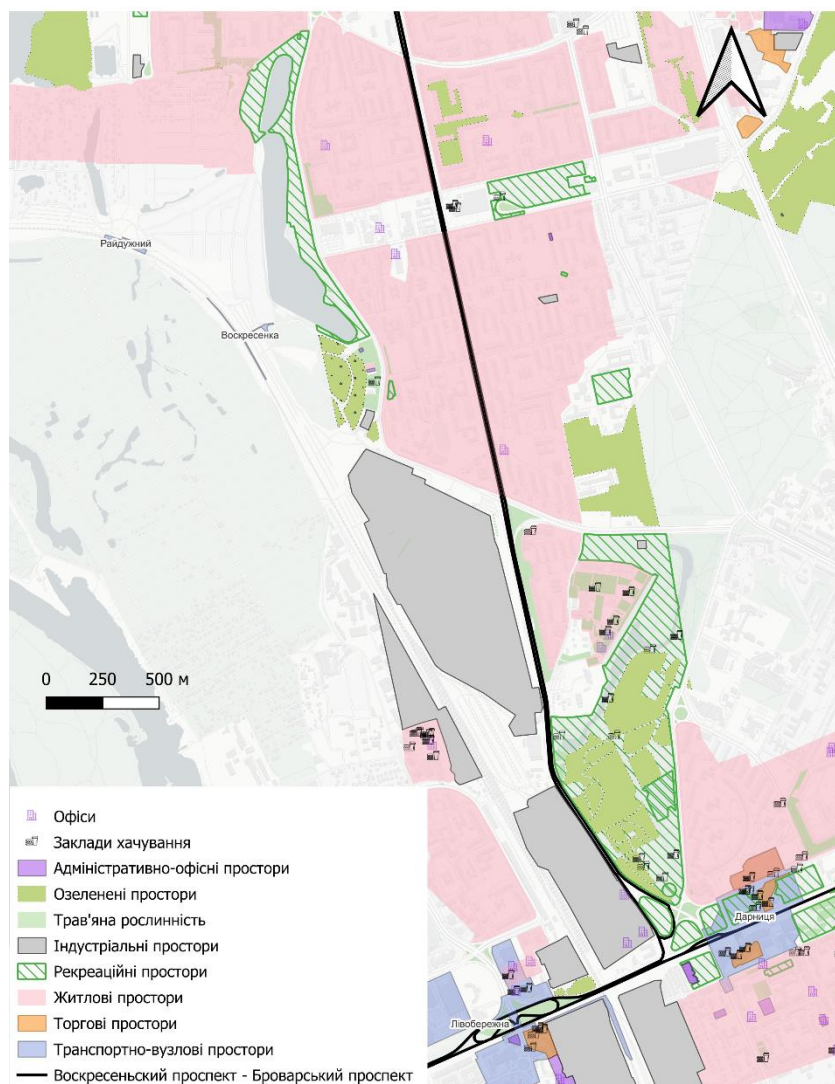 Райдужний
Воскресенка
0 250 500 м
Офіси
Заклади хачування
Адміністративно-офісні простори
Озеленені простори
Трав'яна рослинність
Індустріальні простори
Рекреаційні простори
Житлові простори
Торгові простори
Транспортно-вузлові простори
Воскресеньский проспект - Броварський проспект
Дарниця
Лівобережна